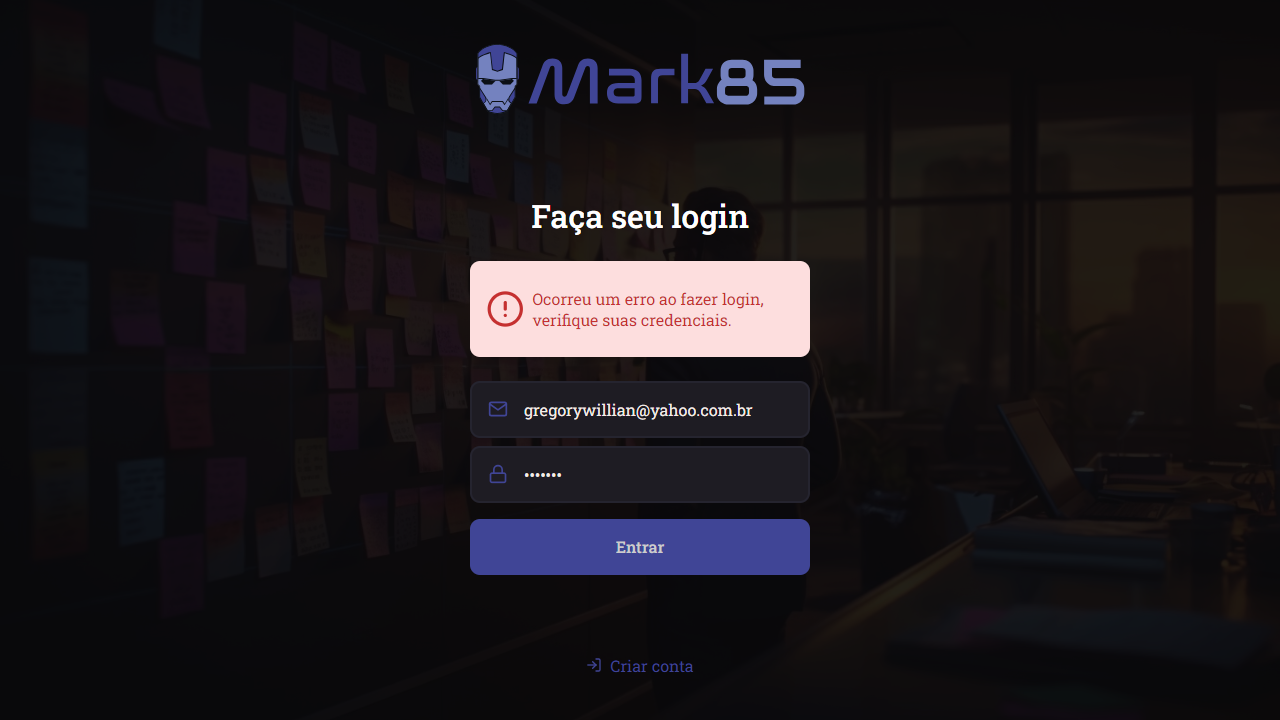 Mark85
Faça seu login
Ocorreu um erro ao fazer login,
verifique suas credenciais.
gregorywillian@yahoo.com.br
•••••••
Entrar
Criar conta